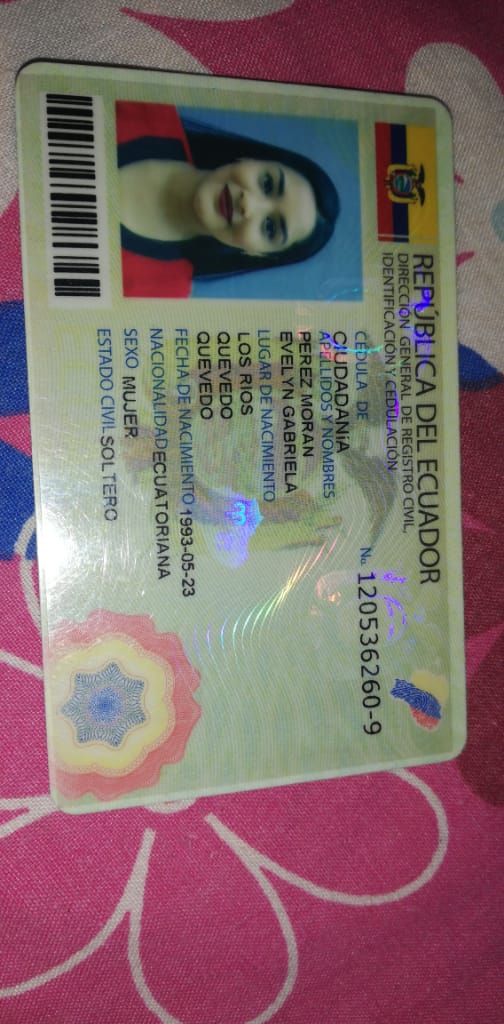 REPÚBLICA DEL ECUADOR
DIRECCIÓN GENERAL DE REGISTRO CIVIL,
IDENTIFICACIÓN Y CEDULACIÓN
CÉDULA DE
CIUDADANÍA
No. 120536260-9
APELLIDOS Y NOMBRES
PEREZ MORAN
EVELYN GABRIELA
LUGAR DE NACIMIENTO
LOS RIOS
QUEVEDO
QUEVEDO
FECHA DE NACIMIENTO 1993-05-23
NACIONALIDAD ECUATORIANA
SEXO MUJER
ESTADO CIVIL SOLTERO